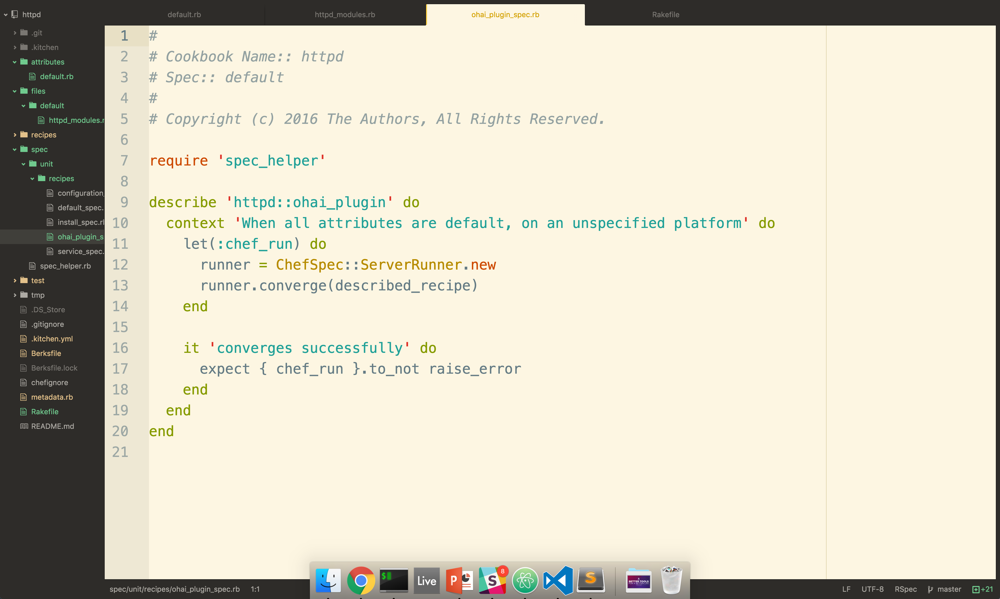 httpd
default.rb
httpd_modules.rb
ohai_plugin_spec.rb
Rakefile
.git
.kitchen
attributes
default.rb
files
default
httpd_modules.r
recipes
spec
unit
recipes
configuration_
default_spec.
install_spec.rb
ohai_plugin_s
service_spec.
spec_helper.rb
test
tmp
.DS_Store
.gitignore
.kitchen.yml
Berksfile
Berksfile.lock
chefignore
metadata.rb
Rakefile
README.md
1 #
2 # Cookbook Name:: httpd
3 # Spec:: default
4 #
5 # Copyright (c) 2016 The Authors, All Rights Reserved.
6
7 require 'spec_helper'
8
9 describe 'httpd::ohai_plugin' do
10 context 'When all attributes are default, on an unspecified platform' do
11 let(:chef_run) do
12 runner = ChefSpec::ServerRunner.new
13 runner.converge(described_recipe)
14 end
15
16 it 'converges successfully' do
17 expect { chef_run }.to_not raise_error
18 end
19 end
20 end
21
$
Live
P
S
8
S
BETTER TOOLS
FOR A BETTER LIFE
spec/unit/recipes/ohai_plugin_spec.rb 1:1
LF UTF-8 RSpec master +21